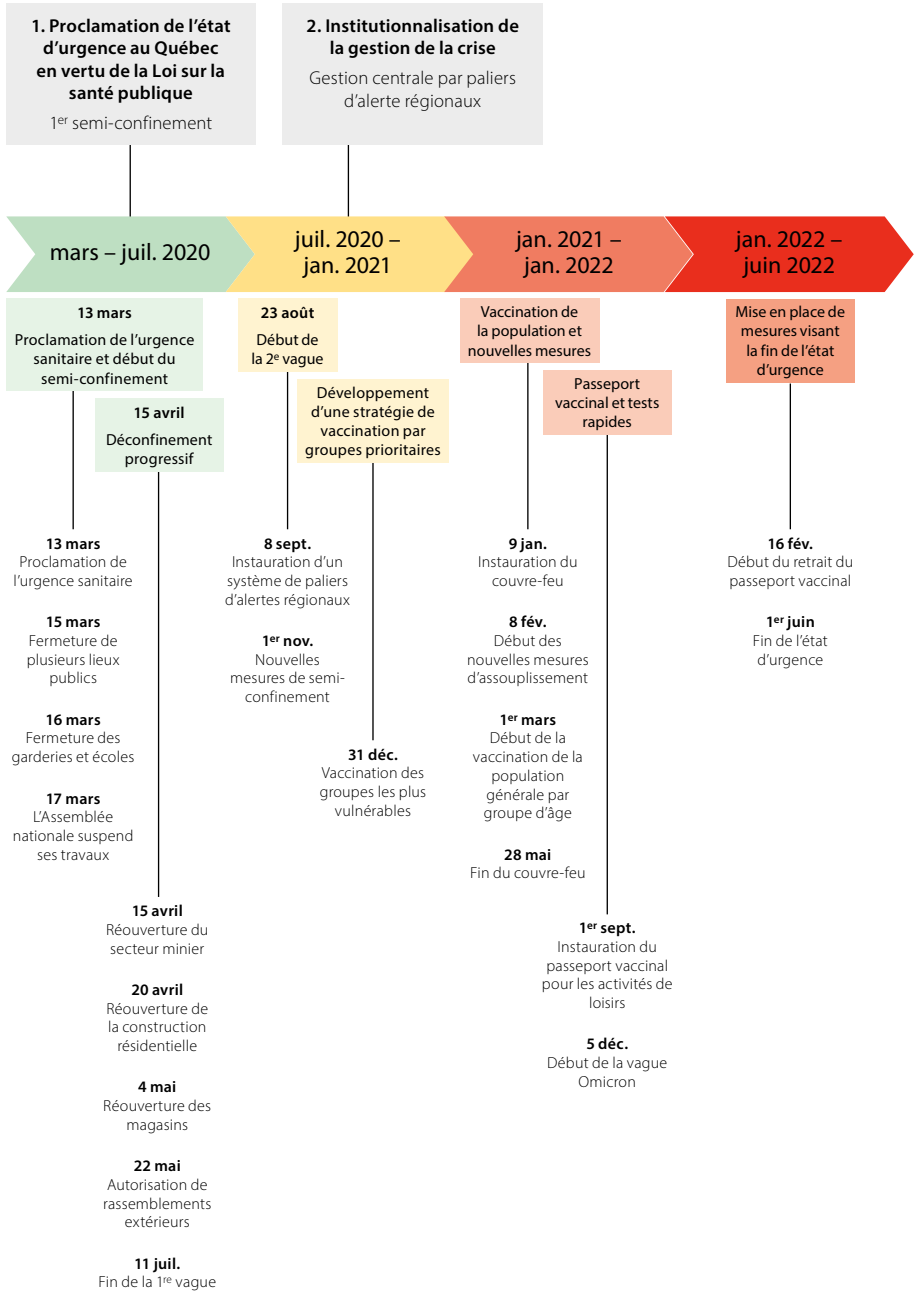 1. Proclamation de l’état
d’urgence au Québec
en vertu de la Loi sur la
santé publique
1er semi-confinement
2. Institutionnalisation de
la gestion de la crise
Gestion centrale par paliers
d’alerte régionaux
mars – juil. 2020
juil. 2020 –
jan. 2021
jan. 2021 –
jan. 2022
jan. 2022 –
juin 2022
13 mars
Proclamation de l’urgence
sanitaire et début du
semi-confinement
15 avril
Déconfinement
progressif
23 août
Début de
la 2e vague
Développement
d’une stratégie de
vaccination par
groupes prioritaires
Vaccination de
la population et
nouvelles mesures
Passeport
vaccinal et tests
rapides
Mise en place de
mesures visant
la fin de l’état
d’urgence
13 mars
Proclamation de
l’urgence sanitaire
15 mars
Fermeture de
plusieurs lieux
publics
16 mars
Fermeture des
garderies et écoles
17 mars
L’Assemblée
nationale suspend
ses travaux
15 avril
Réouverture du
secteur minier
20 avril
Réouverture de
la construction
résidentielle
4 mai
Réouverture des
magasins
22 mai
Autorisation de
rassemblements
extérieurs
11 juil.
Fin de la 1re vague
8 sept.
Instauration d’un
système de paliers
d’alertes régionaux
1er nov.
Nouvelles
mesures de semi-
confinement
31 déc.
Vaccination des
groupes les plus
vulnérables
9 jan.
Instauration du
couvre-feu
8 fév.
Début des
nouvelles mesures
d’assouplissement
1er mars
Début de la
vaccination de la
population
générale par
groupe d’âge
28 mai
Fin du couvre-feu
1er sept.
Instauration du
passeport vaccinal
pour les activités de
loisirs
5 déc.
Début de la vague
Omicron
16 fév.
Début du retrait du
passeport vaccinal
1er juin
Fin de l’état
d’urgence